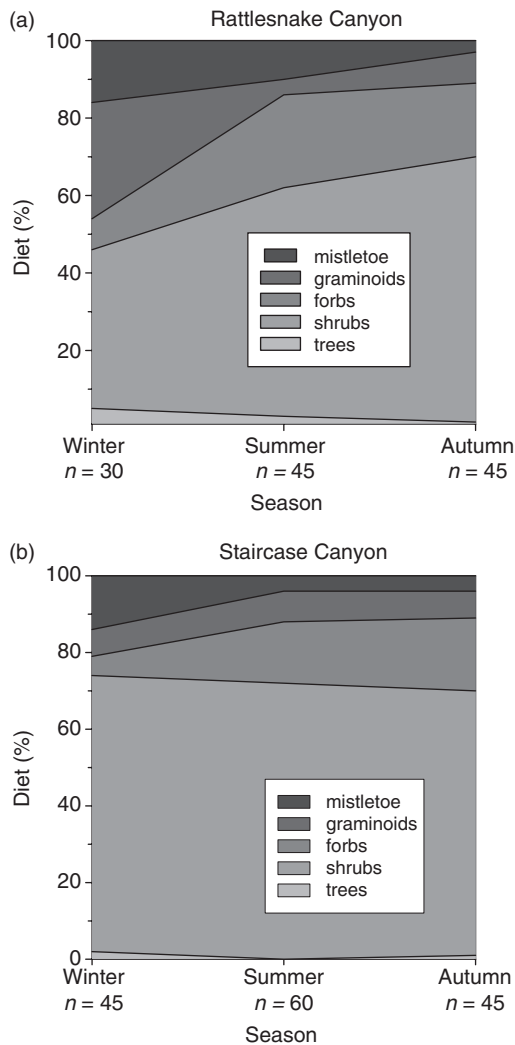 (a) Rattlesnake Canyon
100
80
60
40
20
Diet (%)
mistletoe
graminoids
forbs
shrubs
trees
Winter Summer Autumn
n = 30 n = 45 n = 45
Season
(b) Staircase Canyon
100
80
60
40
20
0
Diet (%)
mistletoe
graminoids
forbs
shrubs
trees
Winter Summer Autumn
n = 45 n = 60 n = 45
Season